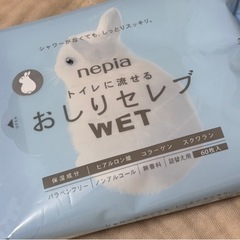 シャワーがなくても、しっとりスッキリ。
nepia
トイレに流せる
おしりセレブ
WET
保湿成分 ヒアルロン酸 コラーゲン スクワラン
パラベンフリー ノンアルコール 無香料 詰替え用 60枚入